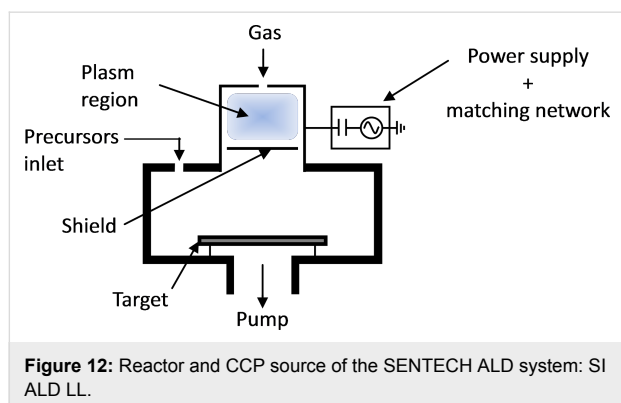 Gas
Plasm
region
Power supply
+
matching network
Precursors
inlet
Shield
Target
Pump
Figure 12: Reactor and CCP source of the SENTECH ALD system: SI
ALD LL.